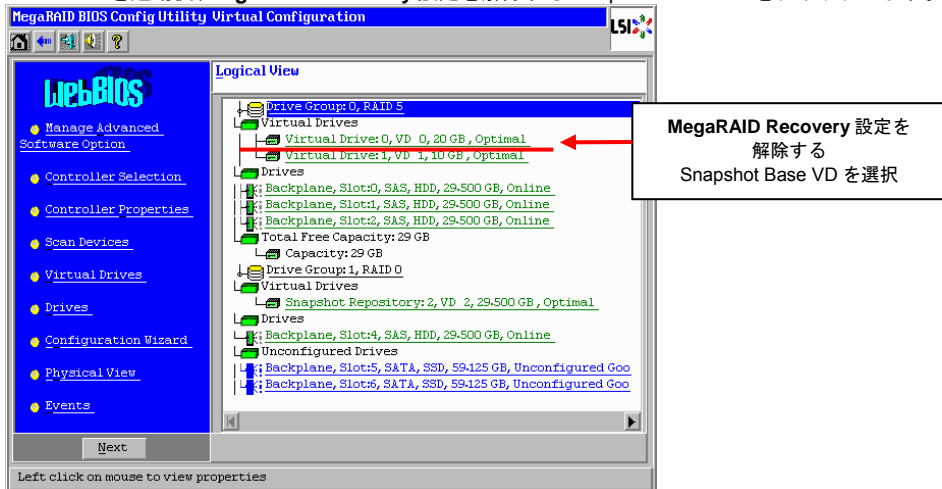 MegaRAID BIOS Config Utility Virtual Configuration
LSI
WebBIOS
Manage Advanced
Software Option
Controller Selection
Controller Properties
Scan Devices
Virtual Drives
Drives
Configuration Wizard
Physical View
Events
Next
Logical View
Drive Group: 0, RAID 5
Virtual Drives
Virtual Drive: 0, VD 0, 20 GB, Optimal
Virtual Drive: 1, VD 1, 10 GB, Optimal
Drives
Backplane, Slot:0, SAS, HDD, 29.500 GB, Online
Backplane, Slot:1, SAS, HDD, 29.500 GB, Online
Backplane, Slot:2, SAS, HDD, 29.500 GB, Online
Total Free Capacity: 29 GB
Capacity: 29 GB
Drive Group: 1, RAID 0
Virtual Drives
Snapshot Repository: 2, VD 2, 29.500 GB, Optimal
Drives
Backplane, Slot:4, SAS, HDD, 29.500 GB, Online
Unconfigured Drives
Backplane, Slot:5, SATA, SSD, 59.125 GB, Unconfigured Goo
Backplane, Slot:6, SATA, SSD, 59.125 GB, Unconfigured Goo
MegaRAID Recovery 設定を
解除する
Snapshot Base VD を選択
Left click on mouse to view properties